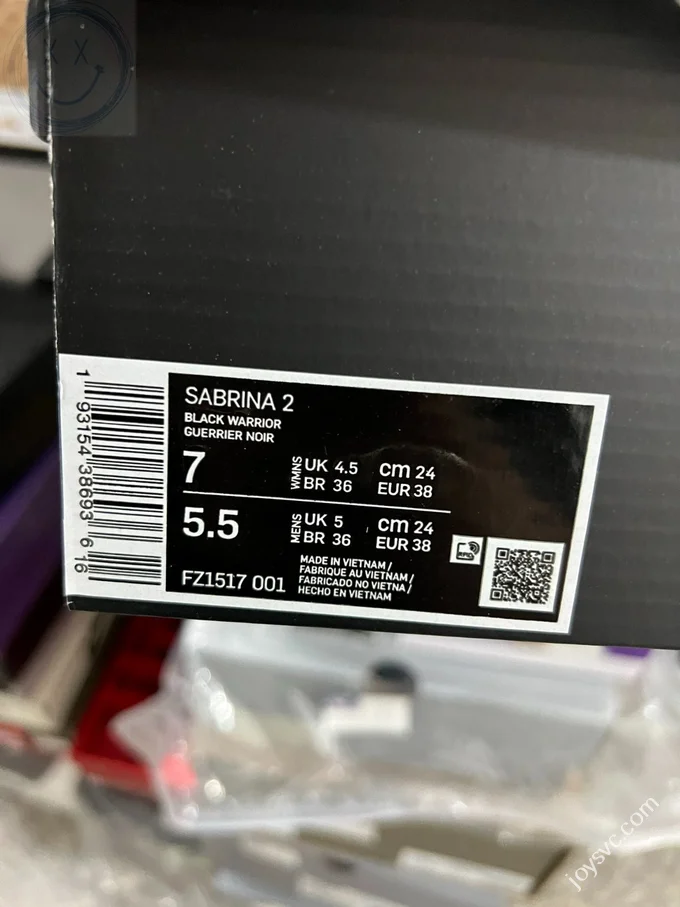 SABRINA 2
BLACK WARRIOR
GUERRIER NOIR
7
WMNS
UK 4.5
cm 24
BR 36
EUR 38
5.5
MENS
UK 5
cm 24
BR 36
EUR 38
FZ1517 001
MADE IN VIETNAM /
FABRIQUE AU VIETNAM /
FABRICADO NO VIETNA /
HECHO EN VIETNAM
1 93154 38693 6 16
X X
joysvc.com